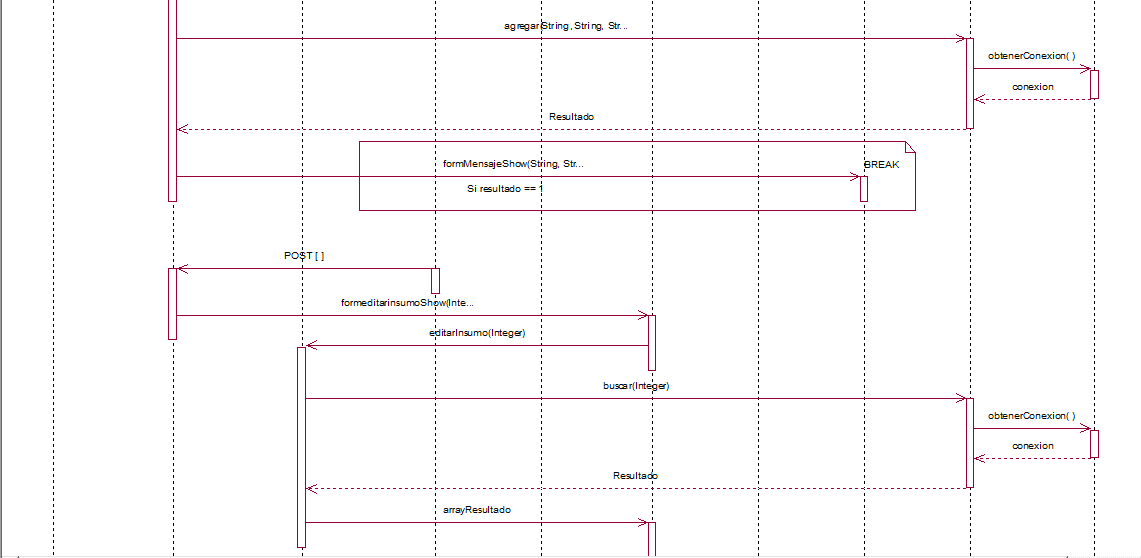 agregar(String, String, Str...
obtenerConexion( )
conexion
Resultado
formMensajeShow(String, Str...
BREAK
Si resultado == 1
POST [ ]
formeditarinsumoShow(Inte...
editarInsumo(Integer)
buscar(Integer)
obtenerConexion( )
conexion
Resultado
arrayResultado